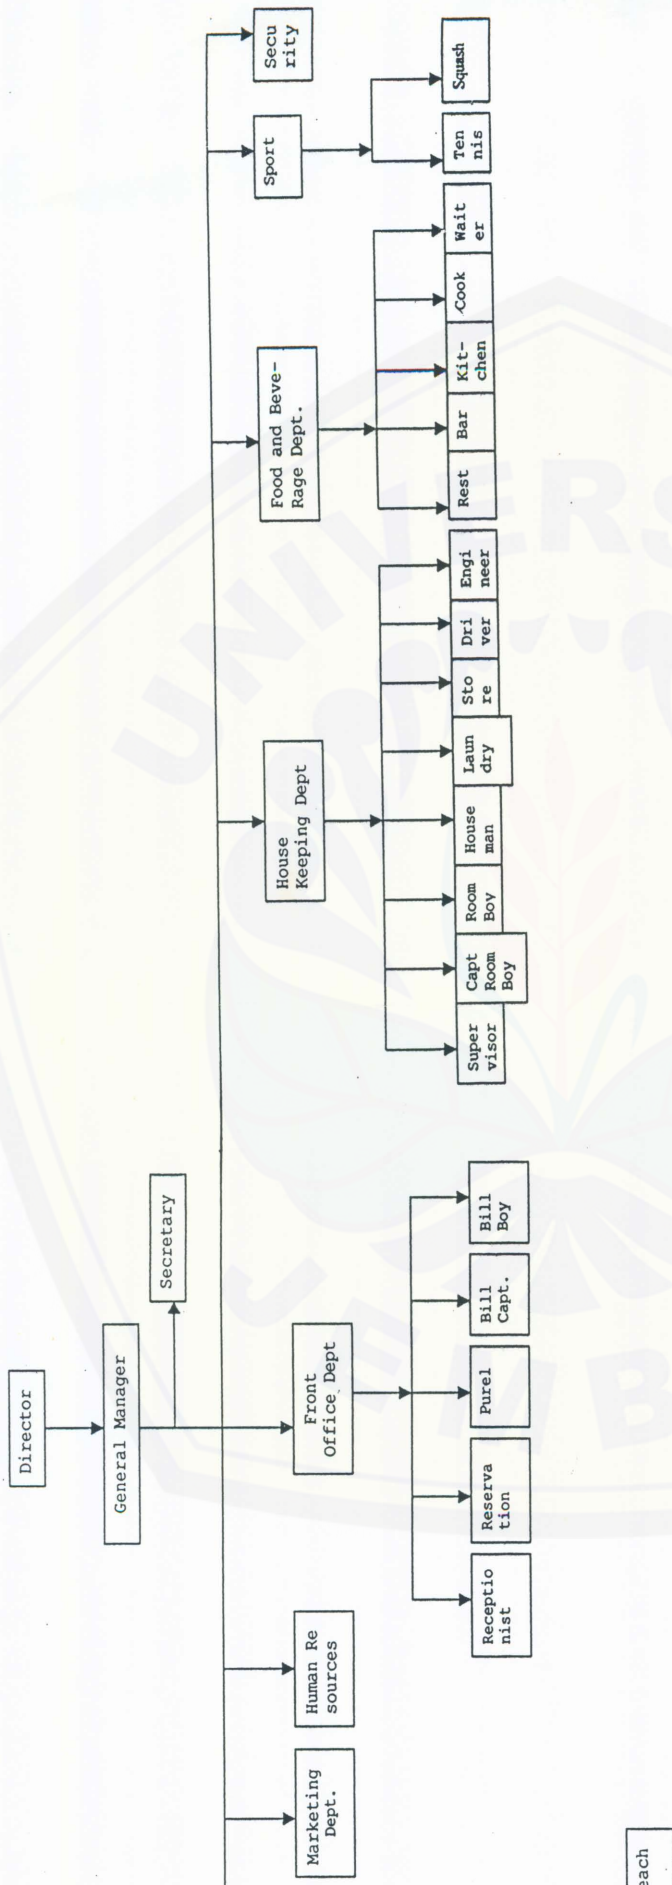 Director
General Manager
Secretary
Marketing
Dept.
Human Re
sources
Front
Office Dept
House
Keeping Dept
Food and Beve-
Rage Dept.
Sport
Secu
rity
Receptio
nist
Reserva
tion
Purel
Bill
Capt.
Bill
Boy
Super
visor
Capt
Room
Boy
Room
Boy
House
man
Laun
dry
Sto
re
Dri
ver
Engi
neer
Rest
Bar
Kit-
chen
Cook
Wait
er
Ten
nis
Squash
each
UNIVERS
JEMB